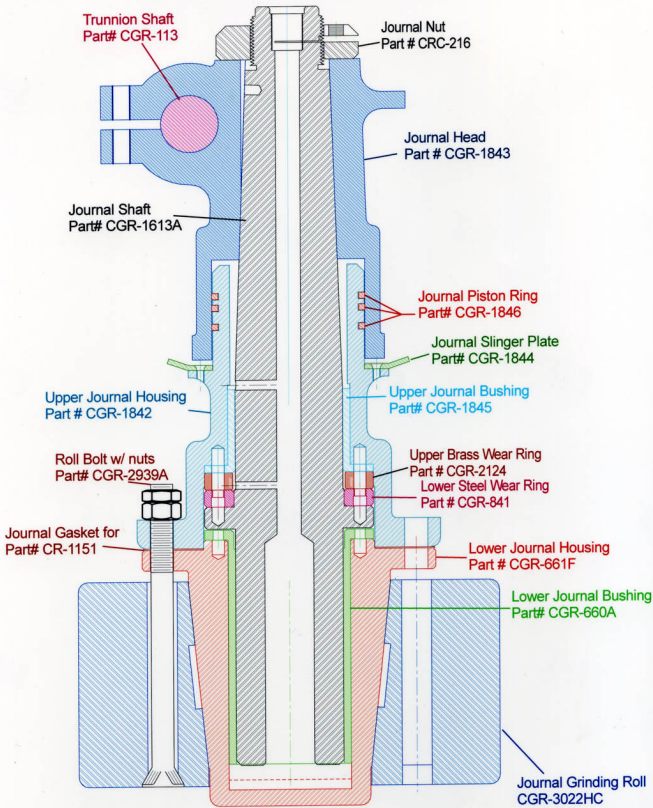 Trunnion Shaft
Part# CGR-113
Journal Nut
Part # CRC-216
Journal Head
Part # CGR-1843
Journal Shaft
Part# CGR-1613A
Journal Piston Ring
Part# CGR-1846
Journal Slinger Plate
Part# CGR-1844
Upper Journal Housing
Part # CGR-1842
Upper Journal Bushing
Part# CGR-1845
Roll Bolt w/ nuts
Part# CGR-2939A
Upper Brass Wear Ring
Part # CGR-2124
Lower Steel Wear Ring
Part # CGR-841
Journal Gasket for
Part# CR-1151
Lower Journal Housing
Part # CGR-661F
Lower Journal Bushing
Part# CGR-660A
Journal Grinding Roll
CGR-3022HC